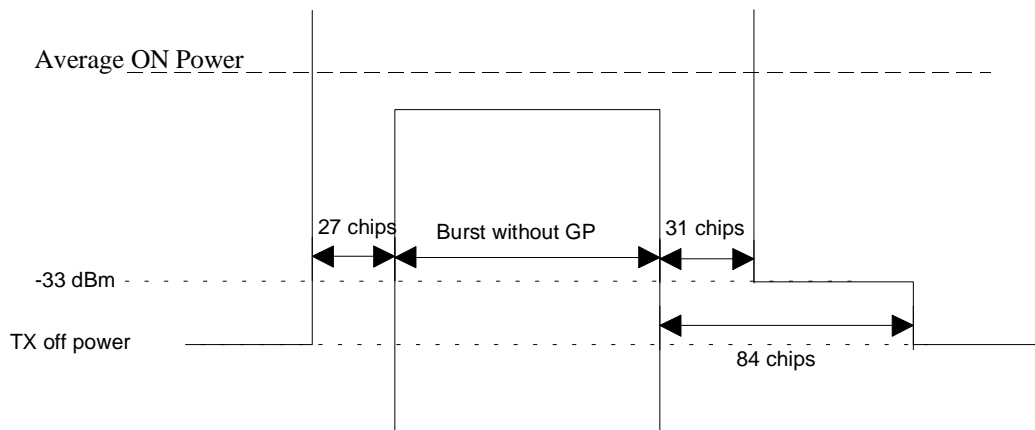 Average ON Power
27 chips
Burst without GP
31 chips
-33 dBm
TX off power
84 chips